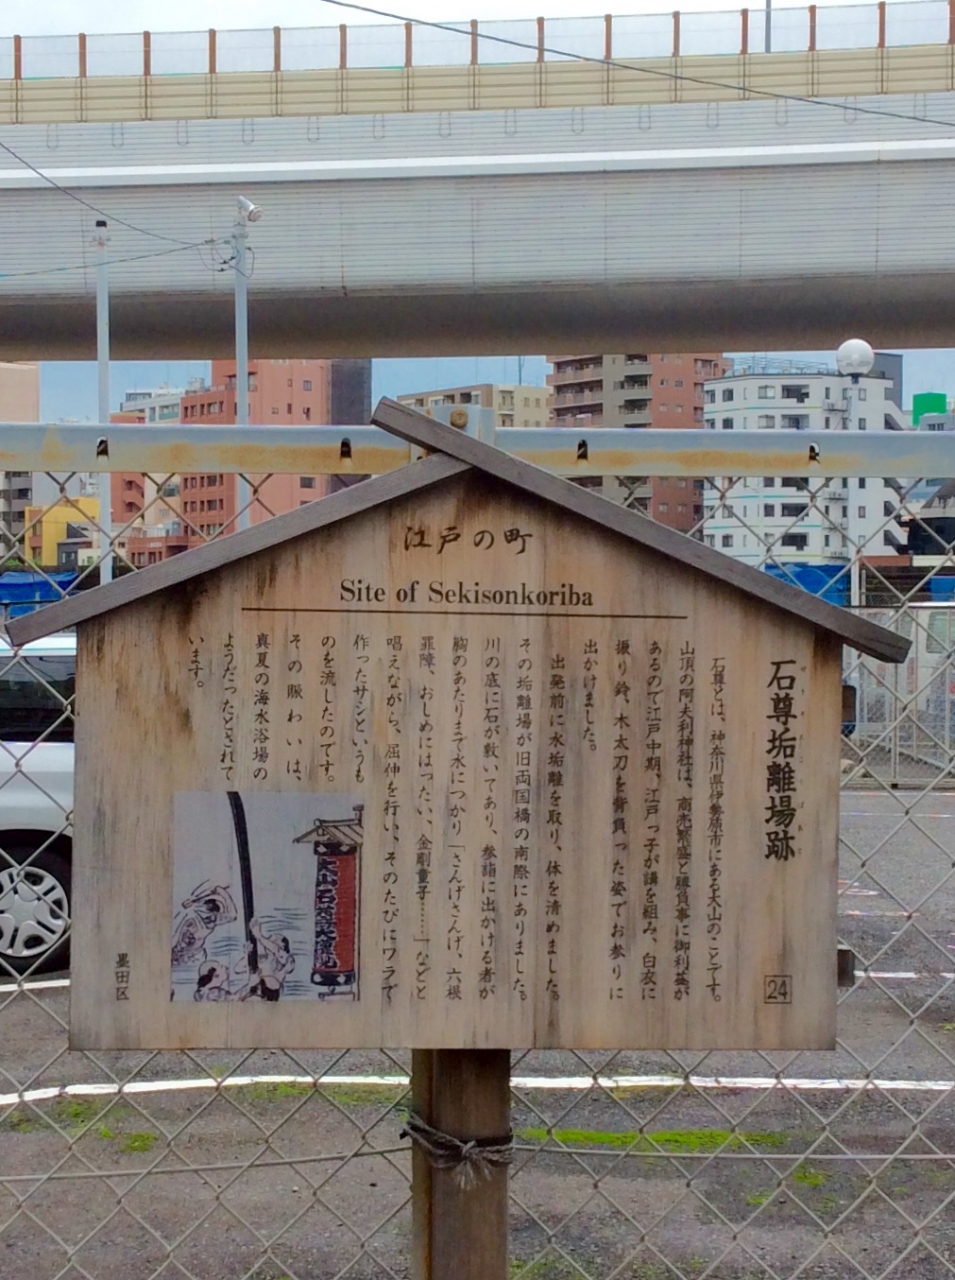 江戸の町
Site of Sekisonkoriba
石尊垢離場跡
石尊とは、神奈川県伊勢原市にある大山のことです。
山頂の阿夫利神社は、商売繁盛と勝負事に御利益が
あるので江戸中期、江戸っ子が講を組み、白衣に
振り鈴、木太刀を背負った姿でお参りに
出かけました。
出発前に水垢離を取り、体を清めました。
その垢離場が旧両国橋の南際にありました。
川の底に石が敷いてあり、参詣に出かける者が
胸のあたりまで水につかり「さんげさんげ、六根
罪障、おしめにはったい、金剛童子……」などと
唱えながら、屈伸を行い、そのたびにワラで
作ったサシというも
のを流したのです。
その賑わいは、
真夏の海水浴場の
ようだったとされて
います。
24
墨田区